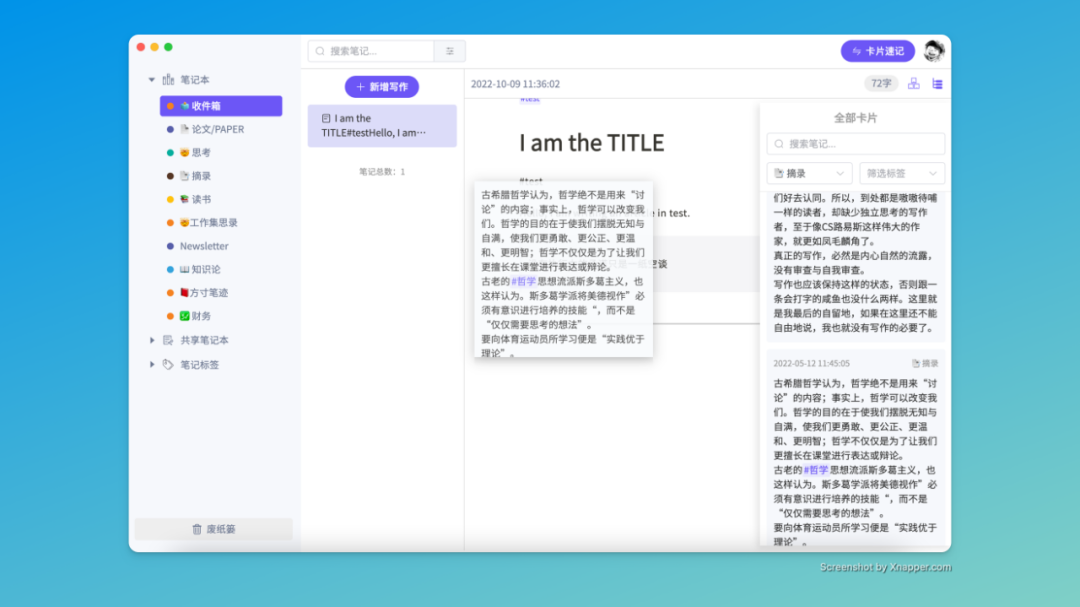 笔记本
收件箱
论文/PAPER
思考
摘录
读书
工作集思录
Newsletter
知识论
方寸笔迹
财务
共享笔记本
笔记标签
废纸篓
搜索笔记...
新增写作
I am the
TITLE#testHello, I am···
笔记总数：1
卡片速记
2022-10-09 11:36:02
72字
#test
I am the TITLE
#test
e in test.
空谈
古希腊哲学认为，哲学绝不是用来“讨
论”的内容；事实上，哲学可以改变我
们。哲学的目的在于使我们摆脱无知与
自满，使我们更勇敢、更公正、更温
和、更明智；哲学不仅仅是为了让我们
更擅长在课堂进行表达或辩论。
古老的#哲学思想流派斯多葛主义，也
这样认为。斯多葛学派将美德视作”必
须有意识进行培养的技能“，而不是
“仅仅需要思考的想法”。
要向体育运动员所学习便是“实践优于
理论”。
全部卡片
搜索笔记...
摘录
筛选标签
们好去认同。所以，到处都是嗷嗷待哺
一样的读者，却缺少独立思考的写作
者，至于像CS路易斯这样伟大的作
家，就更如凤毛麟角了。
真正的写作，必然是内心自然的流露，
没有审查与自我审查。
写作也应该保持这样的状态，否则跟一
条会打字的咸鱼也没什么两样。这里就
是我最后的自留地，如果在这里还不能
自由地说，我也就没有写作的必要了。
2022-05-12 11:45:05
摘录
古希腊哲学认为，哲学绝不是用来“讨
论”的内容；事实上，哲学可以改变我
们。哲学的目的在于使我们摆脱无知与
自满，使我们更勇敢、更公正、更温
和、更明智；哲学不仅仅是为了让我们
更擅长在课堂进行表达或辩论。
古老的#哲学思想流派斯多葛主义，也
这样认为。斯多葛学派将美德视作”必
须有意识进行培养的技能“，而不是
“仅仅需要思考的想法”。
要向体育运动员所学习便是“实践优于
理论”。
Screenshot by Xnapper.com